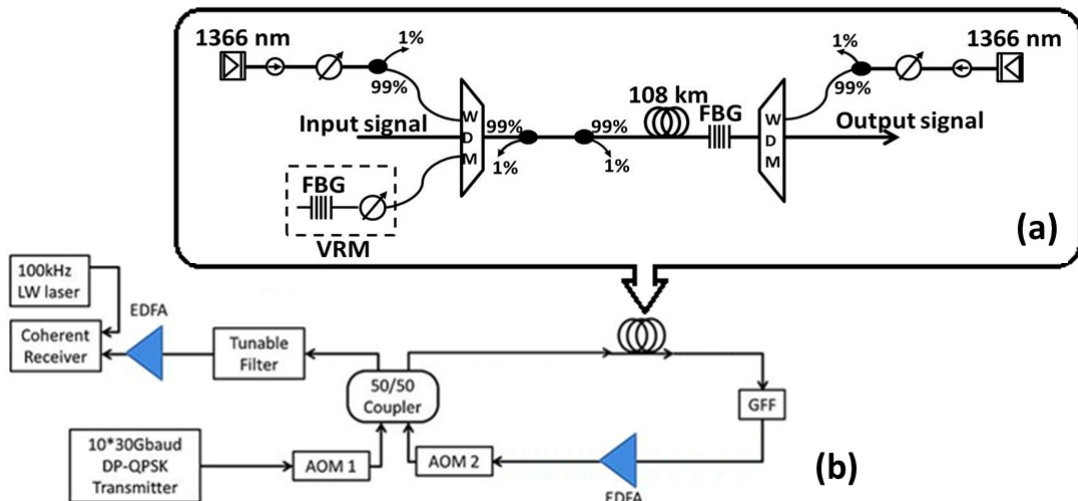 1366 nm
1%
99%
Input signal
W
D
M
99%
1%
99%
1%
108 km
FBG
W
D
M
1%
99%
1366 nm
Output signal
FBG
VRM
(a)
100kHz
LW laser
EDFA
Coherent
Receiver
Tunable
Filter
50/50
Coupler
GFF
10*30Gbaud
DP-QPSK
Transmitter
AOM 1
AOM 2
EDFA
(b)